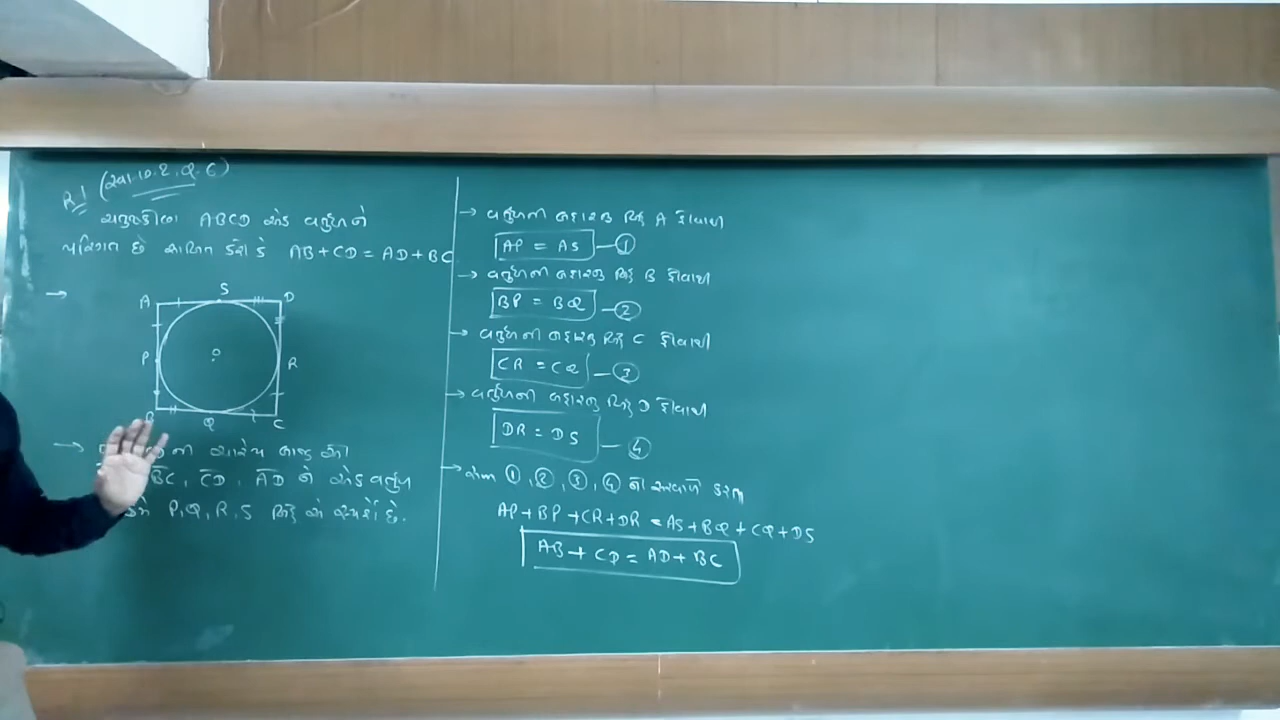 R.1 (સ્વા.10.2, Q.8)
ચતુષ્કોણ ABCD એક વર્તુળને
પરિગત છે સાબિત કરો કે AB + CD = AD + BC
→
A S D
P O R
B Q C
→ ની પ્રત્યેક બાજુ
BC, CD, AD ને એક વર્તુળ
P, Q, R, S બિંદુ એ સ્પર્શે છે.
→ વર્તુળની બહારનું બિંદુ A હોવાથી
AP = AS — ①
→ વર્તુળની બહારનું બિંદુ B હોવાથી
BP = BQ — ②
→ વર્તુળની બહારનું બિંદુ C હોવાથી
CR = CQ — ③
→ વર્તુળની બહારનું બિંદુ D હોવાથી
DR = DS — ④
→ ①, ②, ③, ④ નો સરવાળો કરતા
AP + BP + CR + DR = AS + BQ + CQ + DS
AB + CD = AD + BC